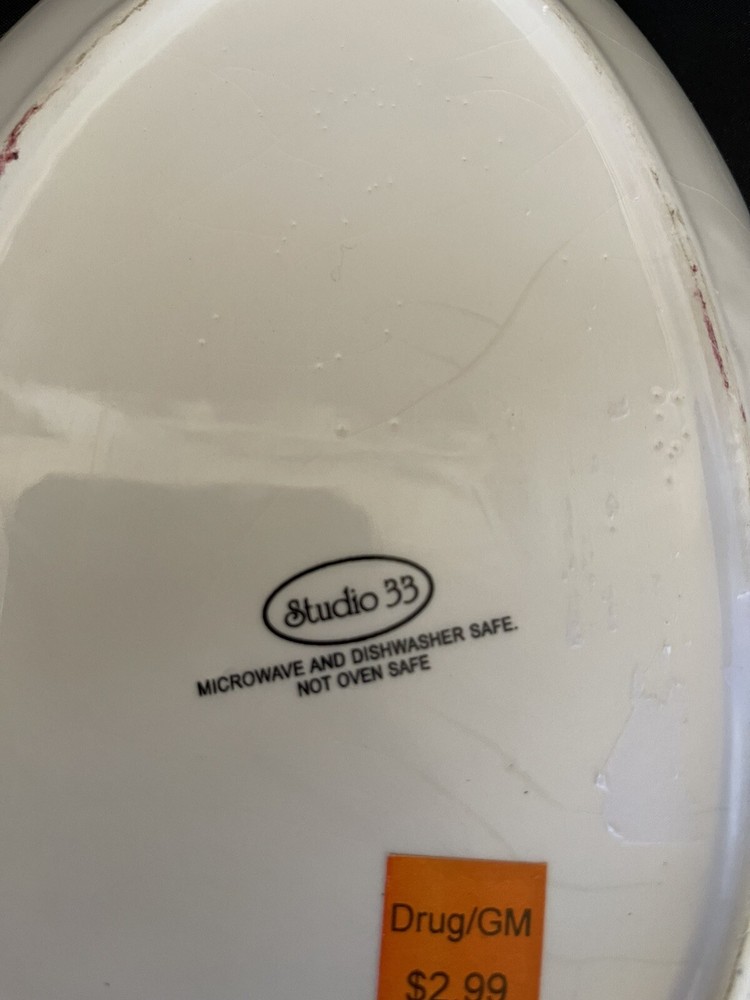 Studio 33
MICROWAVE AND DISHWASHER SAFE.
NOT OVEN SAFE
Drug/GM
$2.99